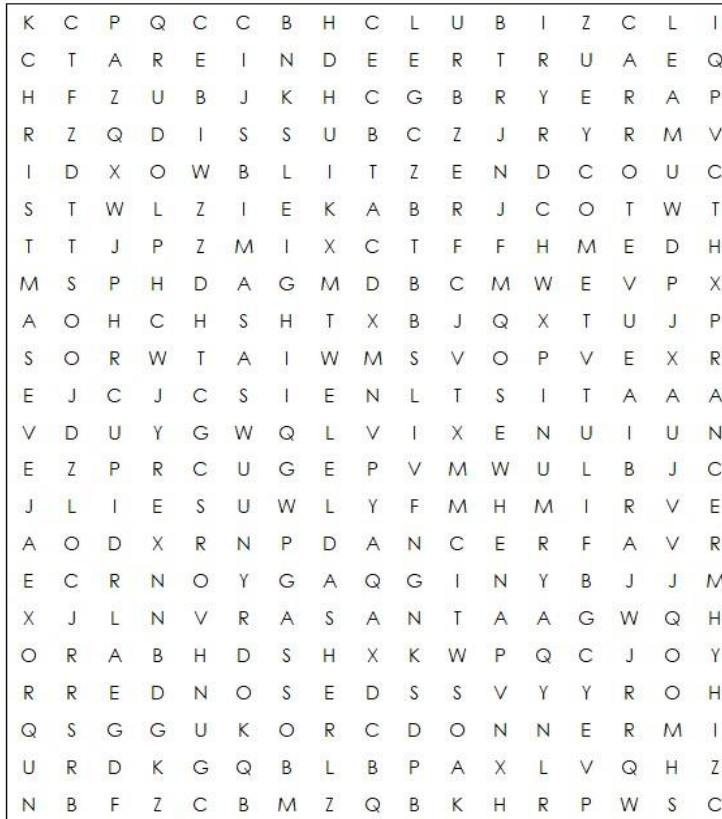 K C P Q C C B H C L U B I Z C L I
C T A R E I N D E E R T R U A E Q
H F Z U B J K H C G B R Y E R A P
R Z Q D I S S U B C Z J R Y R M V
I D X O W B L I T Z E N D C O U C
S T W L Z I E K A B R J C O T W T
T T J P Z M I X C T F F H M E D H
M S P H D A G M D B C M W E V P X
A O H C H S H T X B J Q X T U J P
S O R W T A I W M S V O P V E X R
E J C J C S I E N L T S I T A A A
V D U Y G W Q L V I X E N U I U N
E Z P R C U G E P V M W U L B J C
J L I E S U W L Y F M H M I R V E
A O D X R N P D A N C E R F A V R
E C R N O Y G A Q G I N Y B J J M
X J L N V R A S A N T A A G W Q H
O R A B H D S H X K W P Q C J O Y
R R E D N O S E D S S V Y Y R O H
Q S G G U K O R C D O N N E R M I
U R D K G Q B L B P A X L V Q H Z
N B F Z C B M Z Q B K H R P W S C